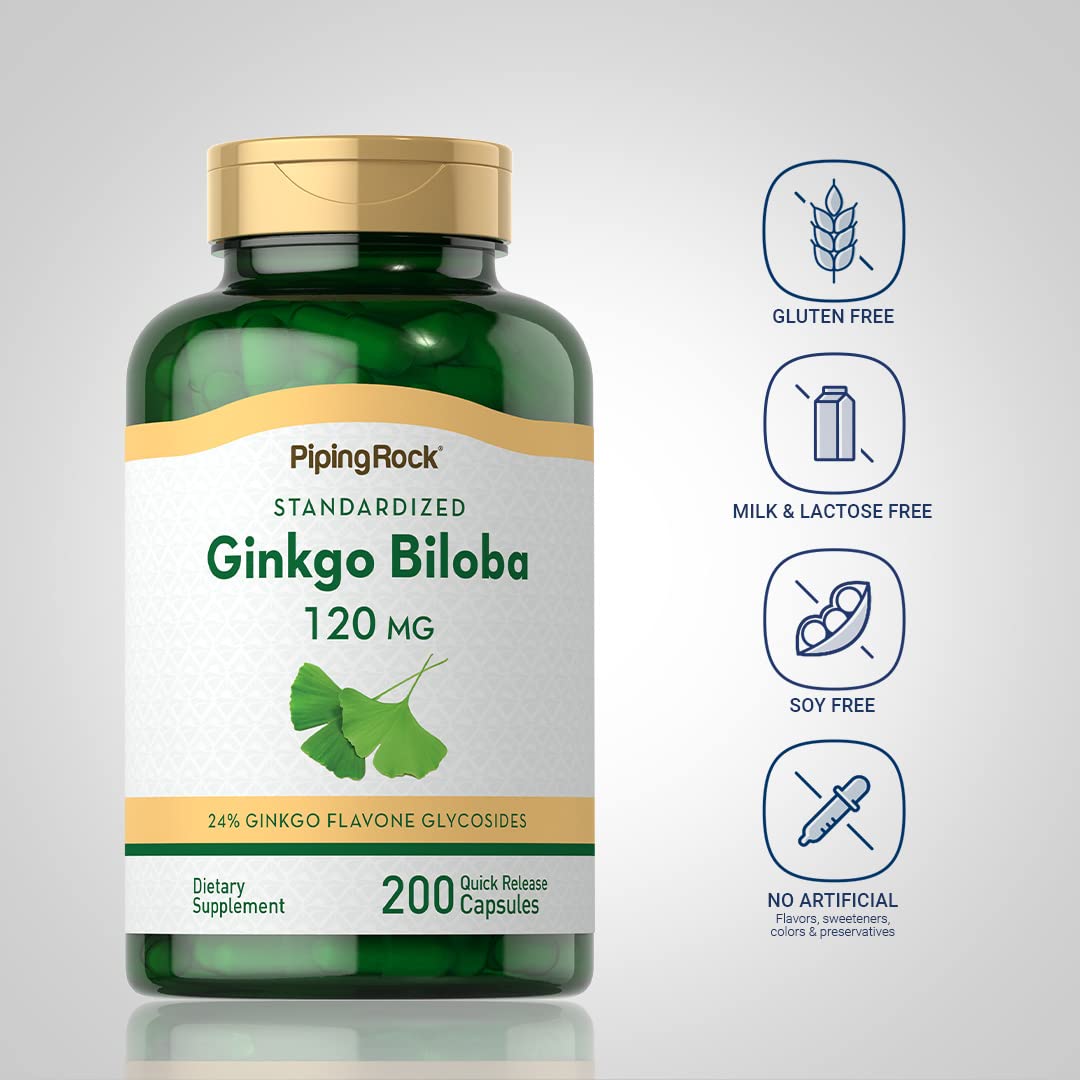 PipingRock®
STANDARDIZED
Ginkgo Biloba
120 MG
24% GINKGO FLAVONE GLYCOSIDES
Dietary
Supplement
200 Quick Release
Capsules
GLUTEN FREE
MILK & LACTOSE FREE
SOY FREE
NO ARTIFICIAL
Flavors, sweeteners,
colors & preservatives